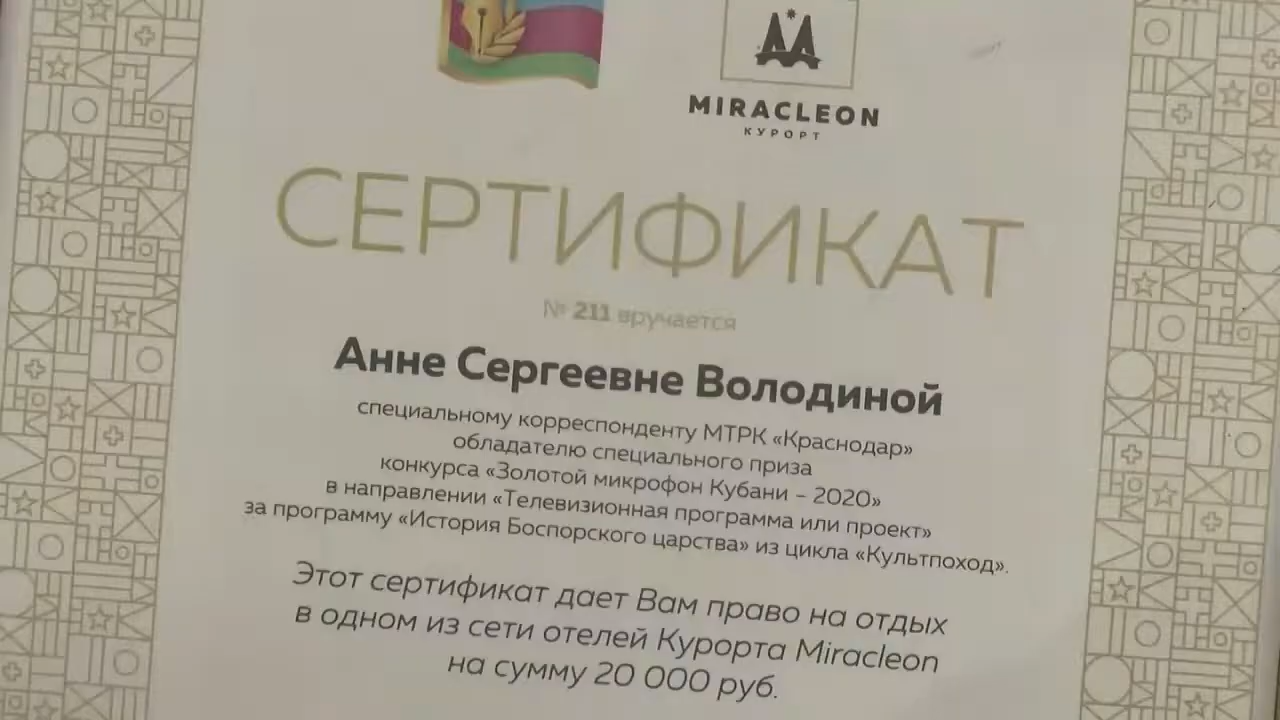 MIRACLEON
КУРОРТ
СЕРТИФИКАТ
№ 211 вручается
Анне Сергеевне Володиной
специальному корреспонденту МТРК «Краснодар»
обладателю специального приза
конкурса «Золотой микрофон Кубани – 2020»
в направлении «Телевизионная программа или проект»
за программу «История Боспорского царства» из цикла «Культпоход».
Этот сертификат дает Вам право на отдых
в одном из сети отелей Курорта Miracleon
на сумму 20 000 руб.